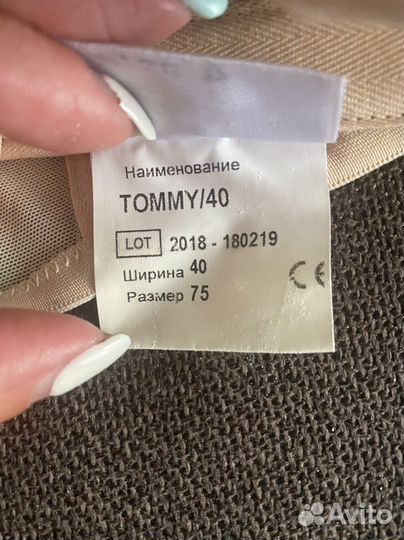 Наименование
TOMMY/40
LOT 2018 - 180219
Ширина 40
Размер 75
CE
Avito